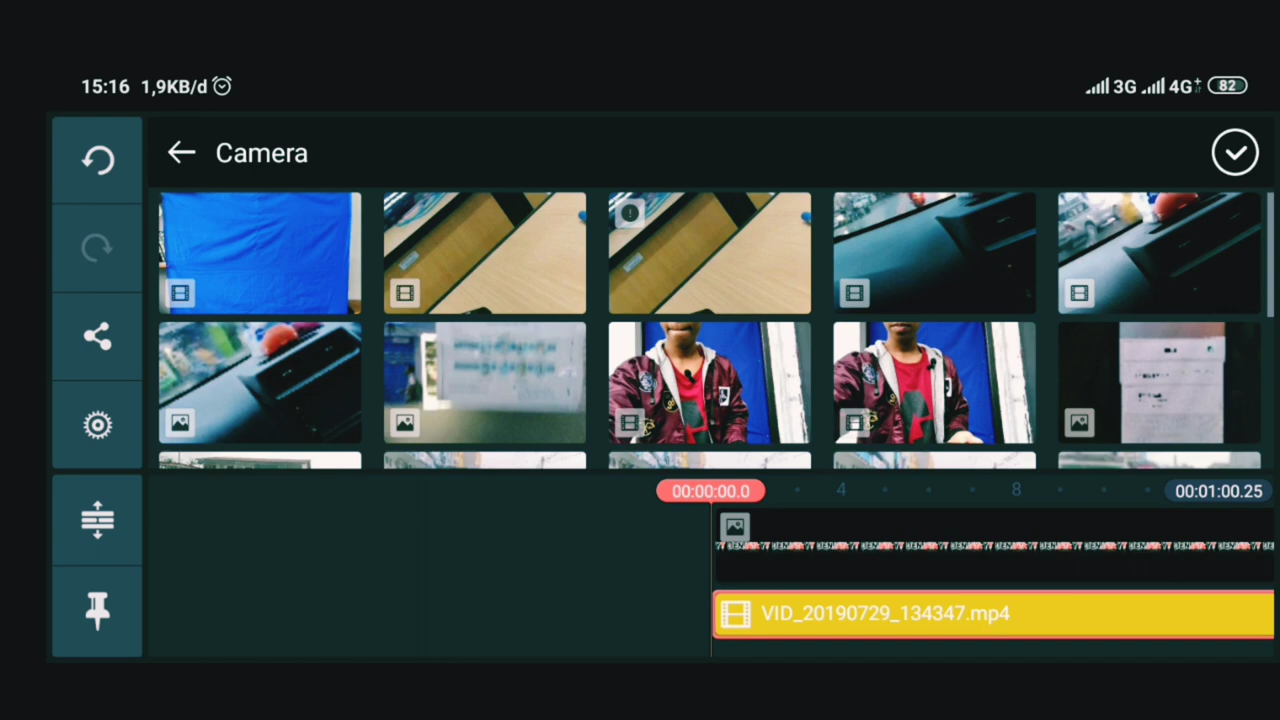 15:16 1,9KB/d
3G 4G+ 82
Camera
00:00:00.0 4 8 00:01:00.25
VID_20190729_134347.mp4